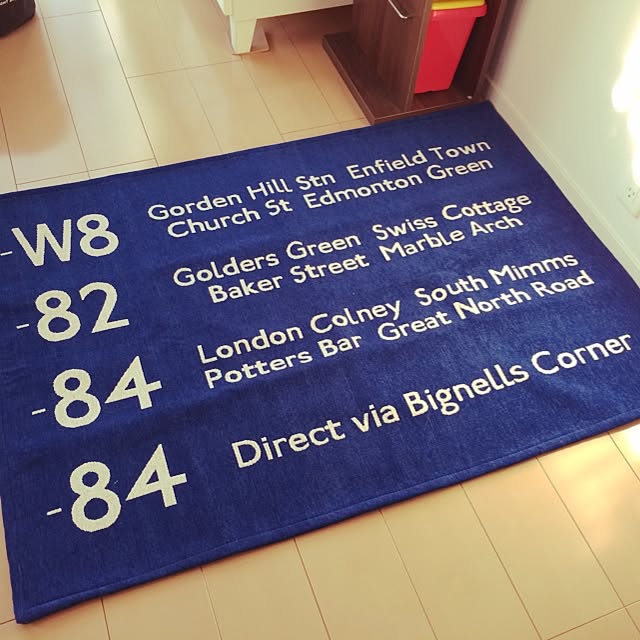 -W8
Gorden Hill Stn Enfield Town
Church St Edmonton Green
-82
Golders Green Swiss Cottage
Baker Street Marble Arch
-84
London Colney South Mimms
Potters Bar Great North Road
-84
Direct via Bignells Corner